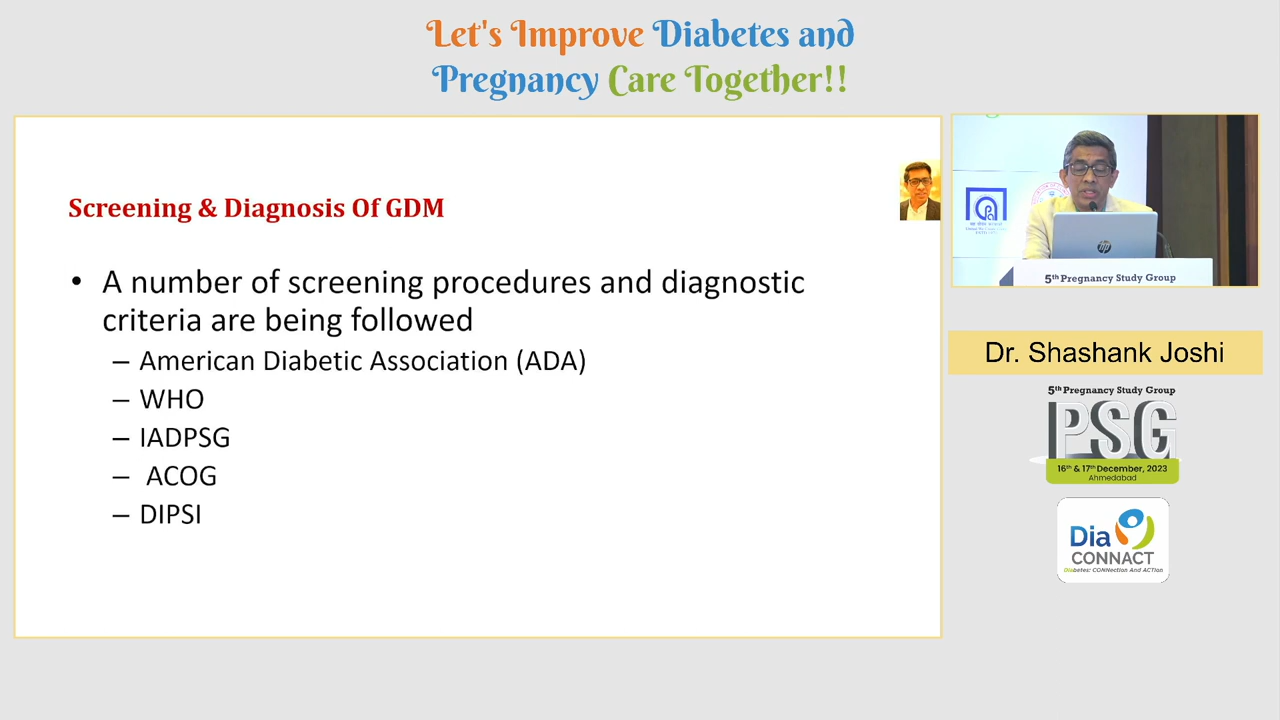 Let's Improve Diabetes and
Pregnancy Care Together!!
Screening & Diagnosis Of GDM
• A number of screening procedures and diagnostic
criteria are being followed
– American Diabetic Association (ADA)
– WHO
– IADPSG
– ACOG
– DIPSI
hp
5th Pregnancy Study Group
Dr. Shashank Joshi
5th Pregnancy Study Group
PSG
16th & 17th December, 2023
Ahmedabad
Dia
CONNACT
Diabetes: CONNection And ACTion